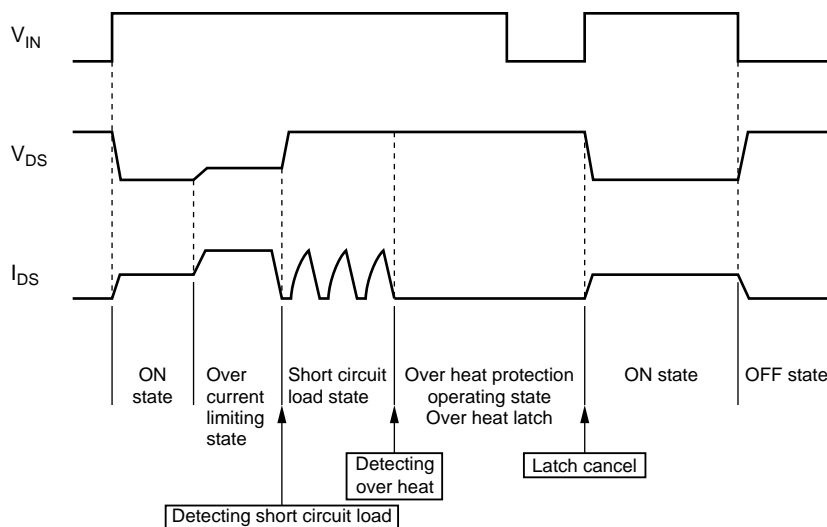 VIN
VDS
IDS
ON
state
Over
current
limiting
state
Short circuit
load state
Over heat protection
operating state
Over heat latch
ON state
OFF state
Detecting
over heat
Latch cancel
Detecting short circuit load